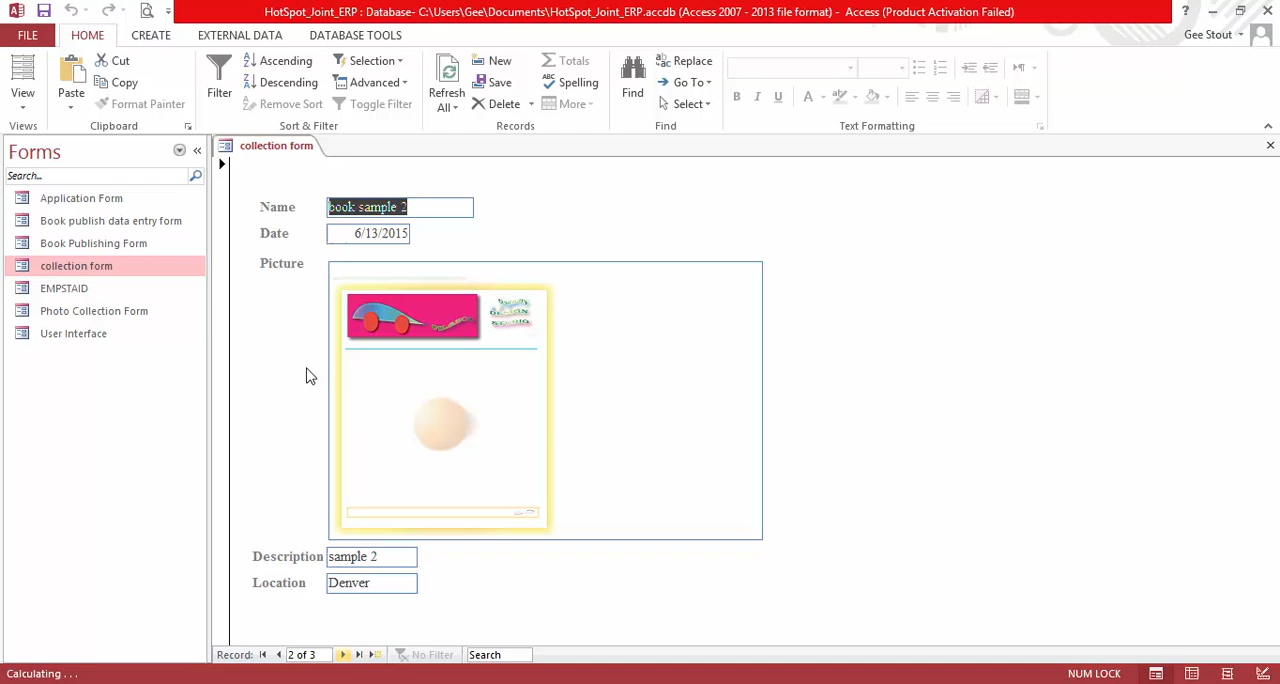 HotSpot_Joint_ERP : Database- C:\Users\Gee\Documents\HotSpot_Joint_ERP.accdb (Access 2007 - 2013 file format) - Access (Product Activation Failed)
FILE HOME CREATE EXTERNAL DATA DATABASE TOOLS Gee Stout
View
Views
Paste
Cut
Copy
Format Painter
Clipboard
Filter
Ascending
Descending
Remove Sort
Selection
Advanced
Toggle Filter
Sort & Filter
Refresh
All
New
Save
Delete
Totals
Spelling
More
Records
Find
Replace
Go To
Select
Find
B I U A
Text Formatting
Forms
Search...
Application Form
Book publish data entry form
Book Publishing Form
collection form
EMPSTAID
Photo Collection Form
User Interface
collection form
Name book sample 2
Date 6/13/2015
Picture
Description sample 2
Location Denver
Record: 2 of 3 No Filter Search
Calculating . . . NUM LOCK